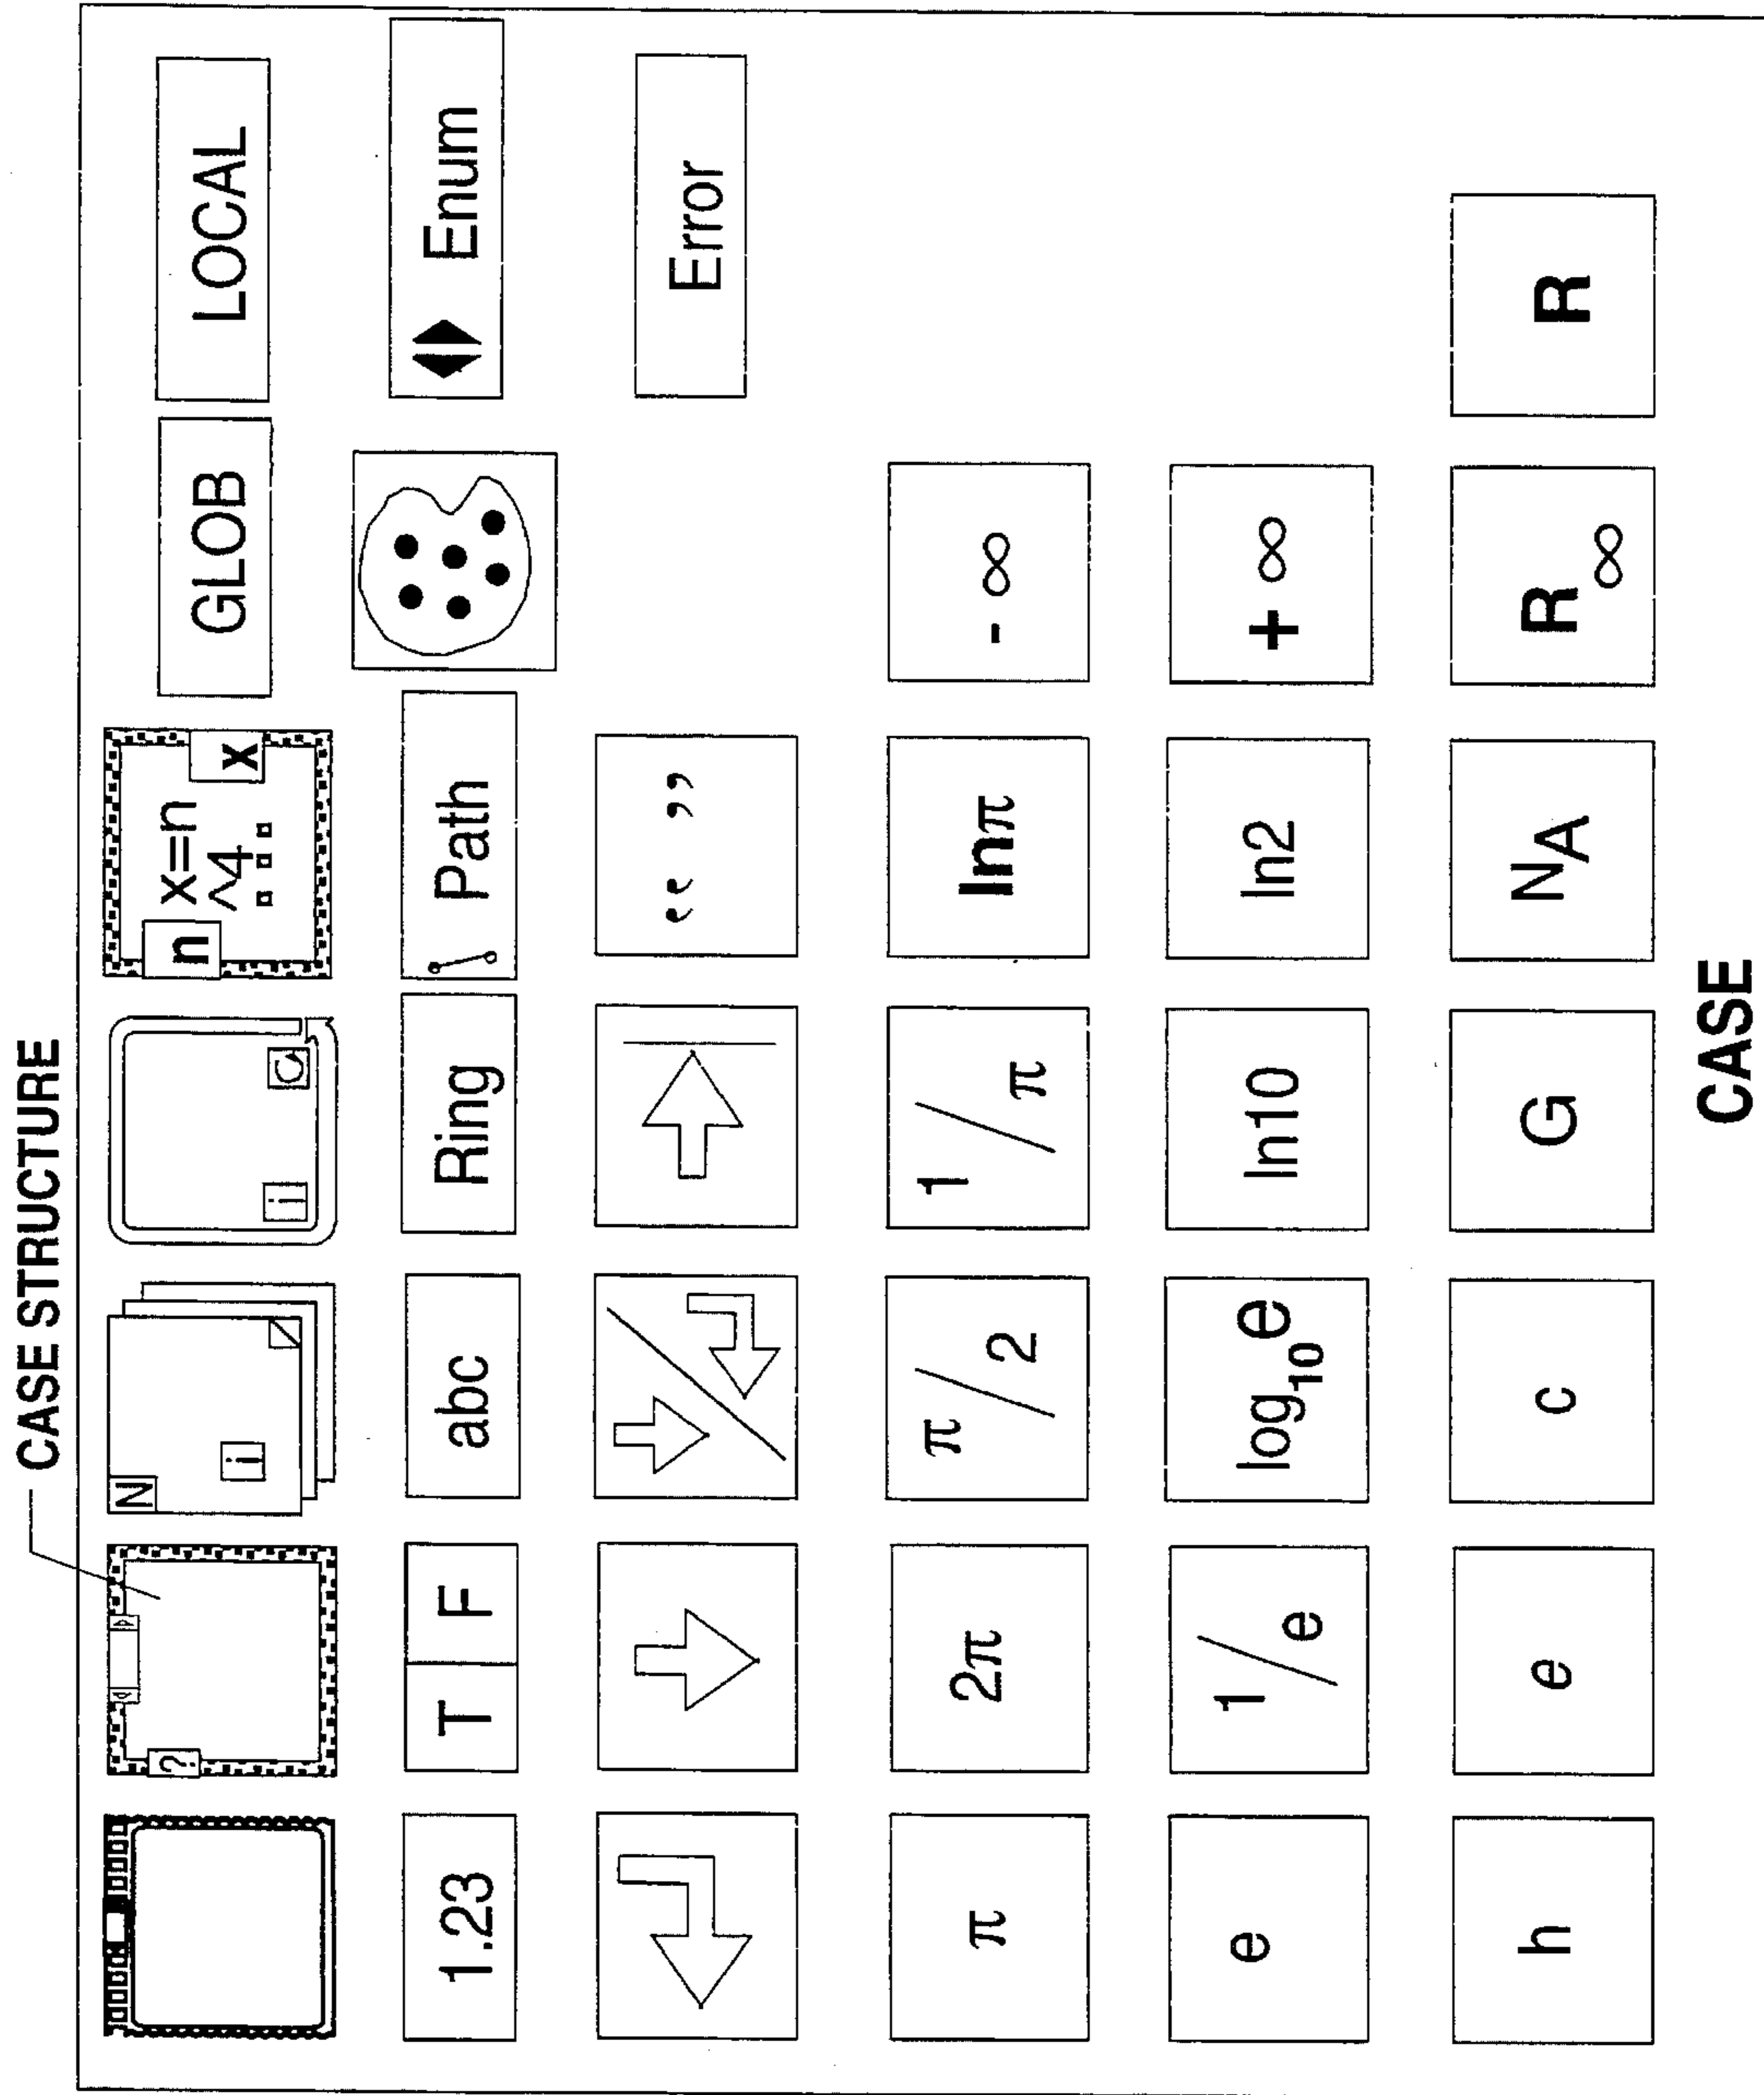 CASE STRUCTURE
? N i i n x=n ^4 x GLOB LOCAL
1.23 T F abc Ring Path Enum
“ ” Error
π 2π π/2 1/π lnπ - ∞
e 1/e log10e ln10 ln2 + ∞
h e c G NA R∞ R
CASE